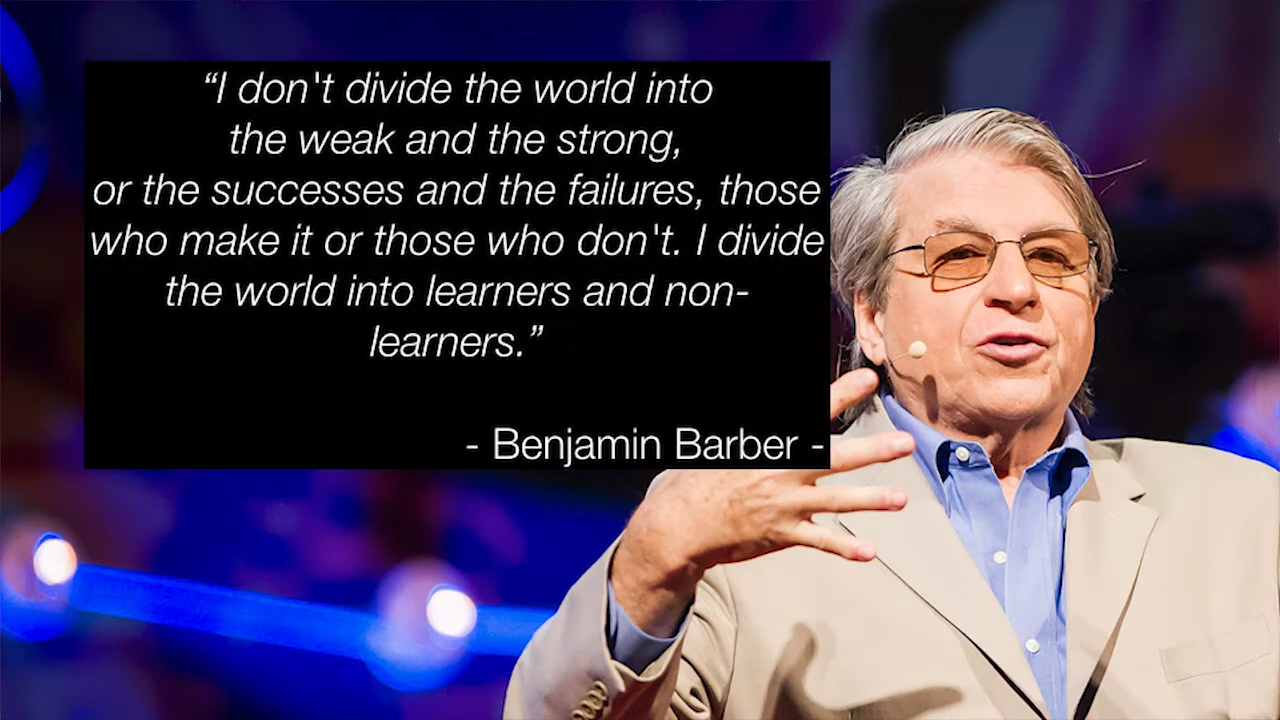 “I don't divide the world into
the weak and the strong,
or the successes and the failures, those
who make it or those who don't. I divide
the world into learners and non-
learners.”
- Benjamin Barber -